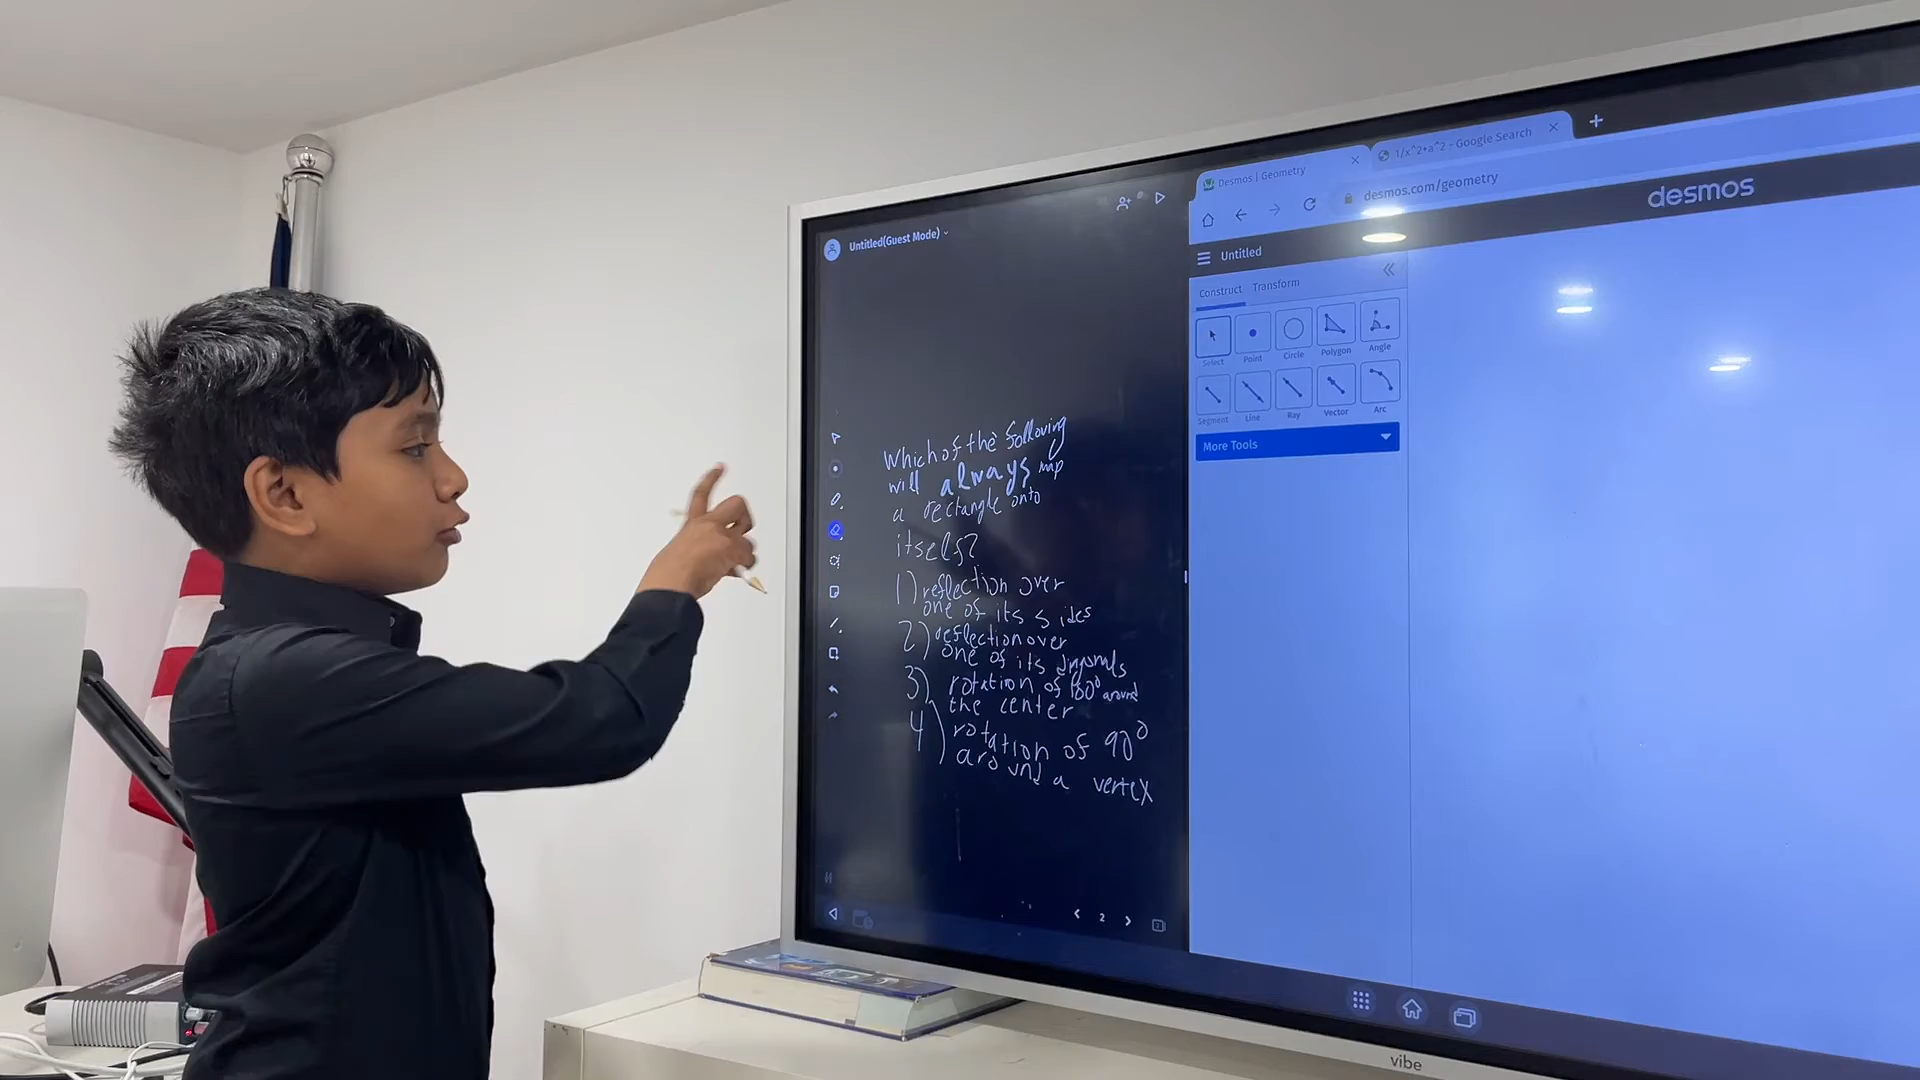 Untitled(Guest Mode)
Which of the following
will always map
a rectangle onto
itself?
1) reflection over
one of its sides
2) reflection over
one of its diagonals
3) rotation of 180° around
the center
4) rotation of 90°
around a vertex
2
Desmos | Geometry
1/x^2+a^2 - Google Search
desmos.com/geometry
desmos
Untitled
Construct Transform
Select Point Circle Polygon Angle
Segment Line Ray Vector Arc
More Tools
vibe